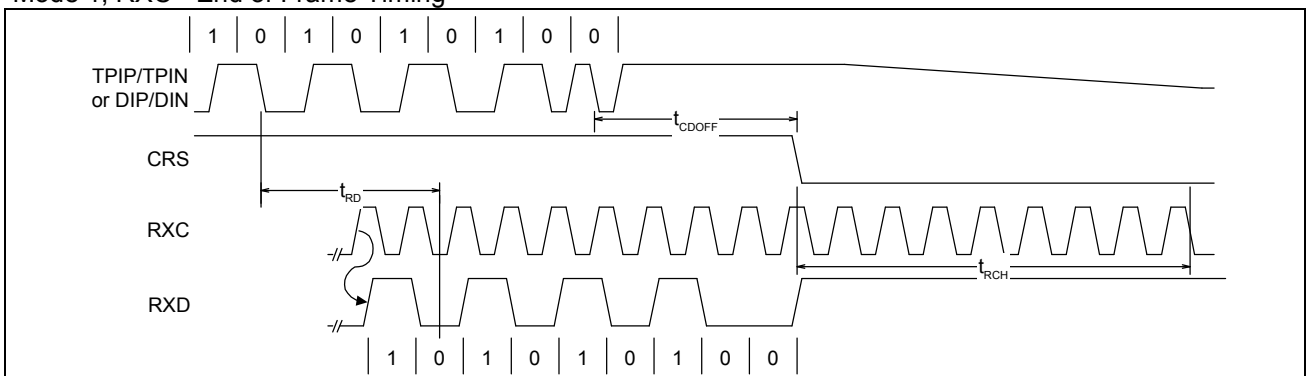 Mode 1, RXC - End of Frame Timing
1 0 1 0 1 0 1 0 0
TPIP/TPIN
or DIP/DIN
tCDOFF
CRS
tRD
RXC
tRCH
RXD
1 0 1 0 1 0 1 0 0